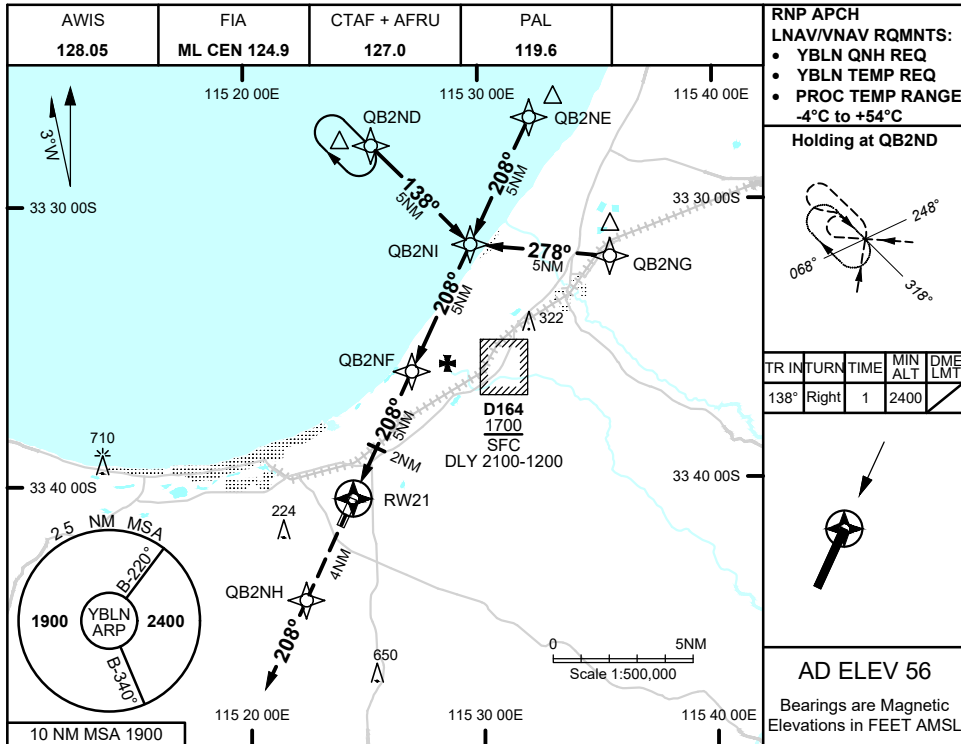 AWIS
128.05
FIA
ML CEN 124.9
CTAF + AFRU
127.0
PAL
119.6
RNP APCH
LNAV/VNAV RQMNTS:
• YBLN QNH REQ
• YBLN TEMP REQ
• PROC TEMP RANGE
-4°C to +54°C
115 20 00E
115 30 00E
115 40 00E
3°W
QB2ND
QB2NE
138°
5NM
208°
5NM
33 30 00S
33 30 00S
QB2NI
278°
5NM
QB2NG
208°
5NM
322
QB2NF
D164
1700
SFC
DLY 2100-1200
208°
5NM
2NM
710
33 40 00S
33 40 00S
RW21
224
4NM
QB2NH
208°
650
2.5 NM MSA
B-220°
1900
YBLN
ARP
2400
B-340°
10 NM MSA 1900
0
5NM
Scale 1:500,000
115 20 00E
115 30 00E
115 40 00E
Holding at QB2ND
248°
068°
318°
TR IN
TURN
TIME
MIN
ALT
DME
LMT
138°
Right
1
2400
AD ELEV 56
Bearings are Magnetic
Elevations in FEET AMSL